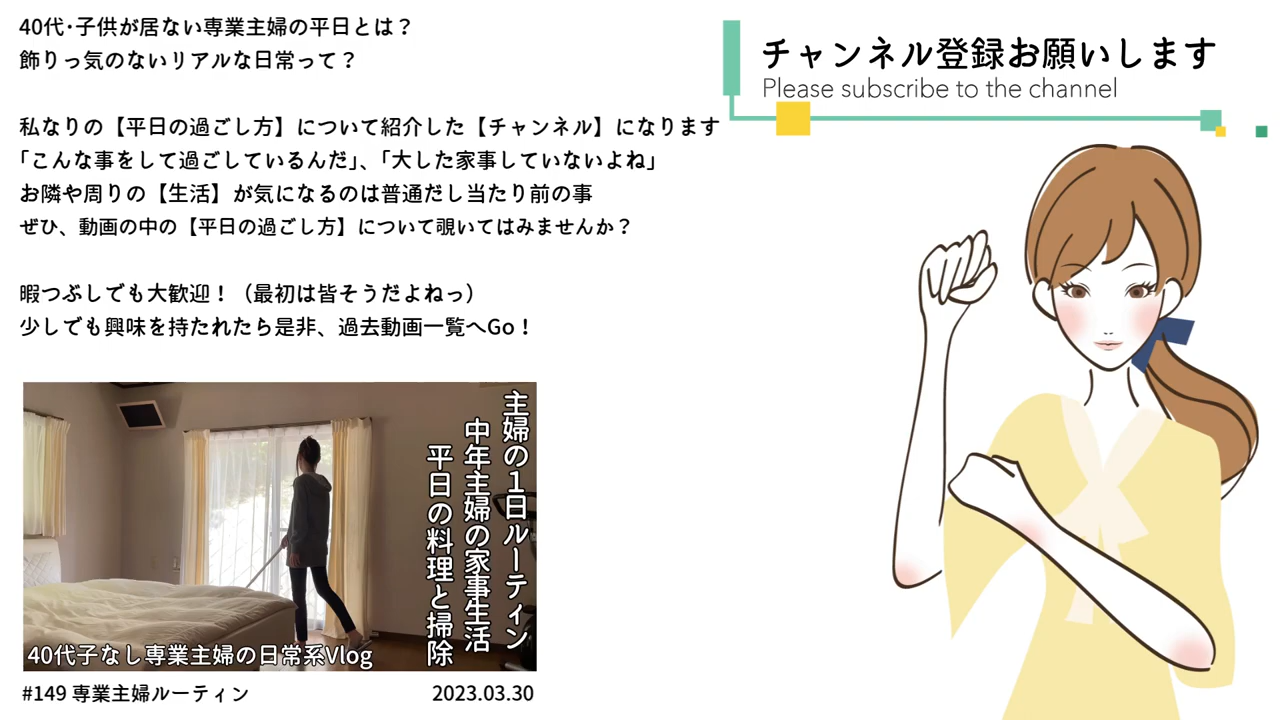 40代･子供が居ない専業主婦の平日とは？
飾りっ気のないリアルな日常って？
私なりの【平日の過ごし方】について紹介した【チャンネル】になります
｢こんな事をして過ごしているんだ｣、｢大した家事していないよね｣
お隣や周りの【生活】が気になるのは普通だし当たり前の事
ぜひ、動画の中の【平日の過ごし方】について覗いてはみませんか？
暇つぶしでも大歓迎！（最初は皆そうだよねっ）
少しでも興味を持たれたら是非、過去動画一覧へGo！
チャンネル登録お願いします
Please subscribe to the channel
主婦の１日ルーティン
中年主婦の家事生活
平日の料理と掃除
40代子なし専業主婦の日常系Vlog
#149 専業主婦ルーティン
2023.03.30